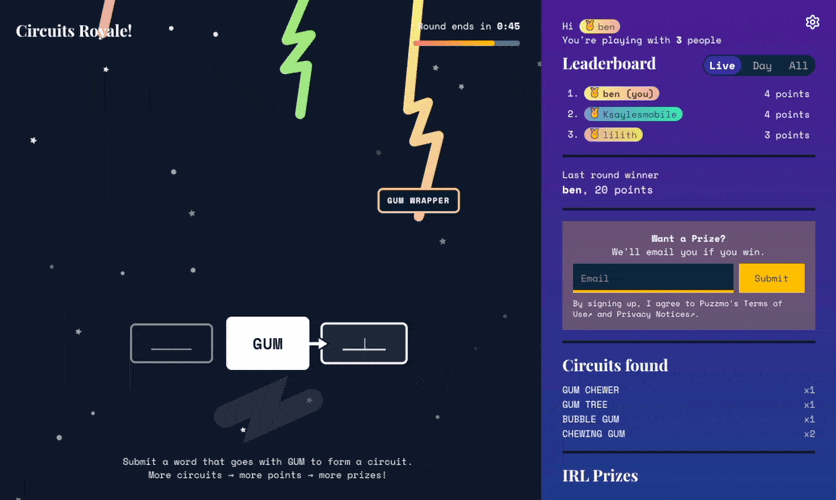 Circuits Royale!
Round ends in 0:45
GUM WRAPPER
GUM
Submit a word that goes with GUM to form a circuit.
More circuits → more points → more prizes!
Hi ben
You're playing with 3 people
Leaderboard
Live Day All
1. ben (you) 4 points
2. Ksaylesmobile 4 points
3. lilith 3 points
Last round winner
ben, 20 points
Want a Prize?
We'll email you if you win.
Email Submit
By signing up, I agree to Puzzmo's Terms of
Use↗ and Privacy Notices↗.
Circuits found
GUM CHEWER x1
GUM TREE x1
BUBBLE GUM x1
CHEWING GUM x2
IRL Prizes